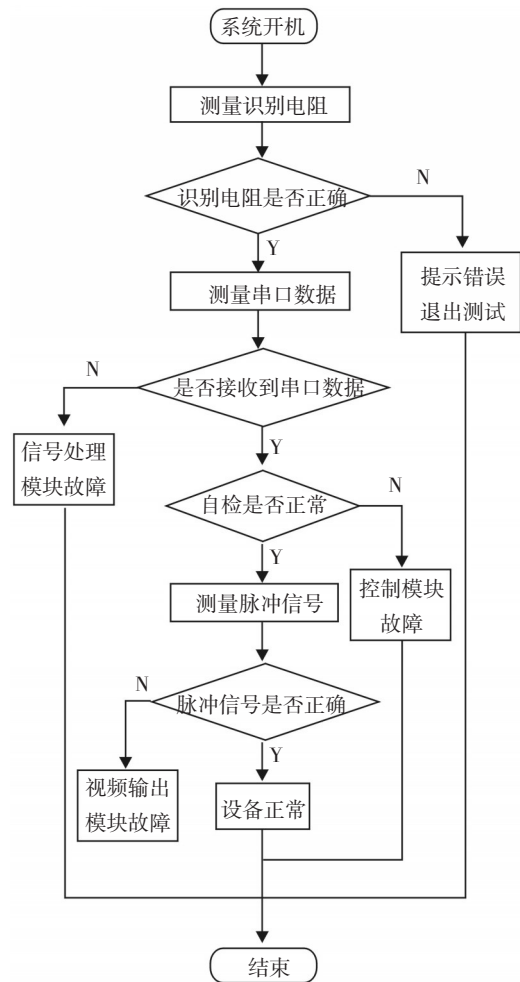 系统开机
测量识别电阻
识别电阻是否正确
N
Y
提示错误
退出测试
测量串口数据
是否接收到串口数据
N
Y
信号处理
模块故障
自检是否正常
N
Y
控制模块
故障
测量脉冲信号
脉冲信号是否正确
N
Y
视频输出
模块故障
设备正常
结束